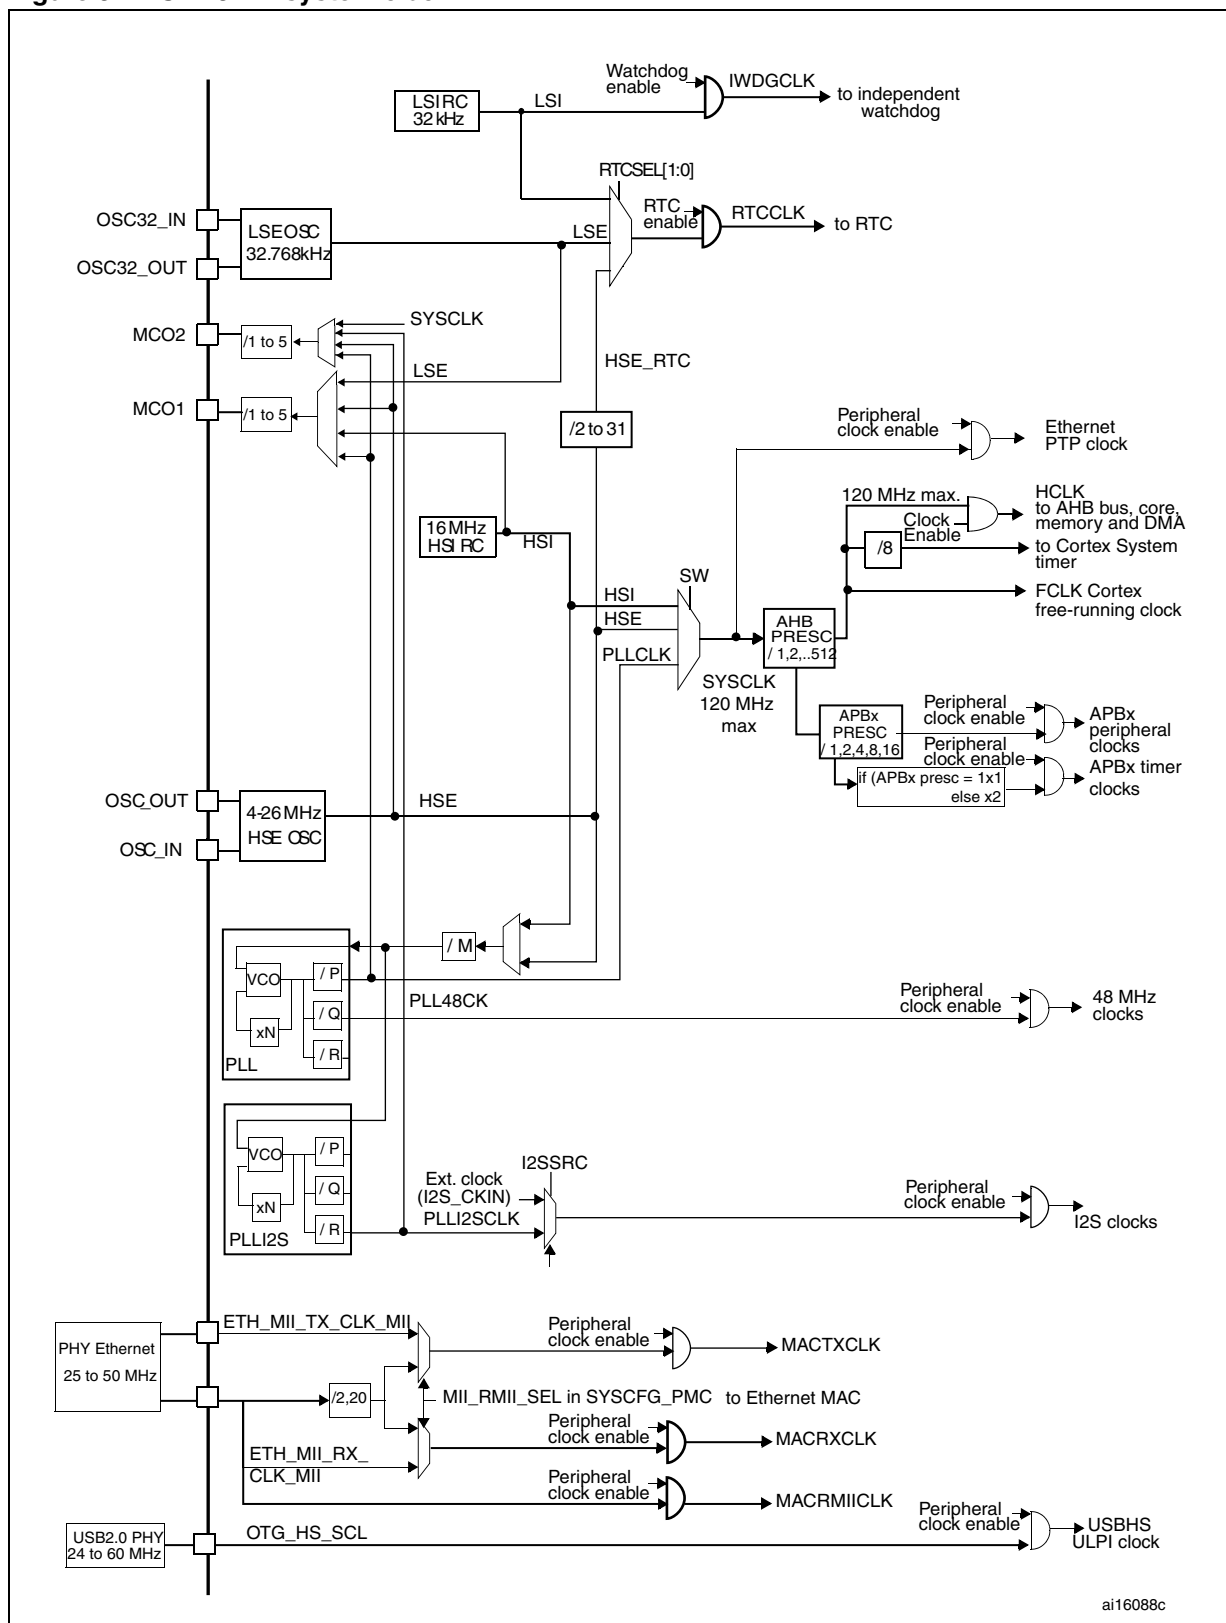 Watchdog
enable
IWDGCLK
to independent
watchdog
LSI RC
32 kHz
LSI
RTCSEL[1:0]
OSC32_IN
OSC32_OUT
LSE OSC
32.768kHz
LSE
RTC
enable
RTCCLK
to RTC
MCO2
/1 to 5
SYSCLK
LSE
HSE_RTC
MCO1
/1 to 5
/2 to 31
Peripheral
clock enable
Ethernet
PTP clock
16 MHz
HSI RC
HSI
120 MHz max.
Clock
Enable
HCLK
to AHB bus, core,
memory and DMA
/8
to Cortex System
timer
FCLK Cortex
free-running clock
SW
HSI
HSE
PLLCLK
SYSCLK
120 MHz
max
AHB
PRESC
/ 1,2,..512
APBx
PRESC
/ 1,2,4,8,16
Peripheral
clock enable
APBx
peripheral
clocks
if (APBx presc = 1x1
else x2
Peripheral
clock enable
APBx timer
clocks
OSC_OUT
OSC_IN
4-26 MHz
HSE OSC
HSE
/ M
VCO
xN
/ P
/ Q
/ R
PLL
PLL48CK
Peripheral
clock enable
48 MHz
clocks
VCO
xN
/ P
/ Q
/ R
PLLI2S
Ext. clock
(I2S_CKIN)
PLLI2SCLK
I2SSRC
Peripheral
clock enable
I2S clocks
PHY Ethernet
25 to 50 MHz
ETH_MII_TX_CLK_MII
Peripheral
clock enable
MACTXCLK
/2,20
MII_RMII_SEL in SYSCFG_PMC
to Ethernet MAC
ETH_MII_RX_
CLK_MII
Peripheral
clock enable
MACRXCLK
Peripheral
clock enable
MACRMIICLK
USB2.0 PHY
24 to 60 MHz
OTG_HS_SCL
Peripheral
clock enable
USBHS
ULPI clock
ai16088c